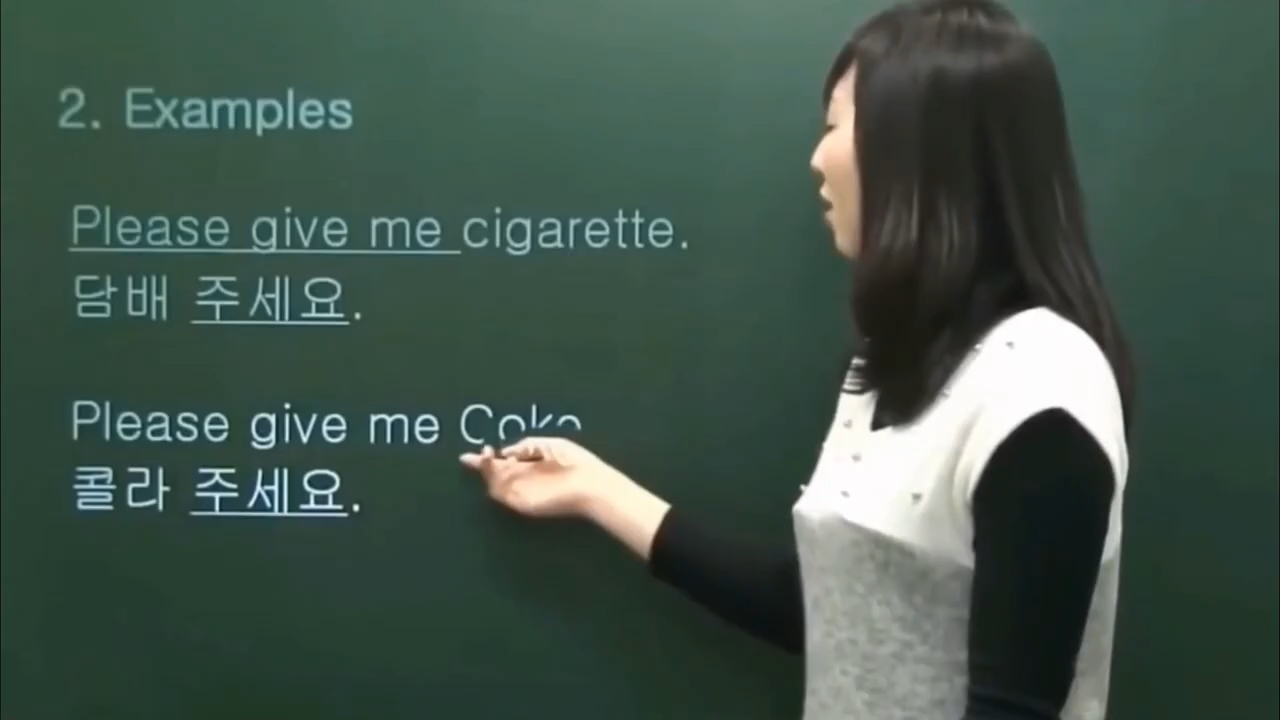 2. Examples
Please give me cigarette.
담배 주세요.
Please give me Coke
콜라 주세요.